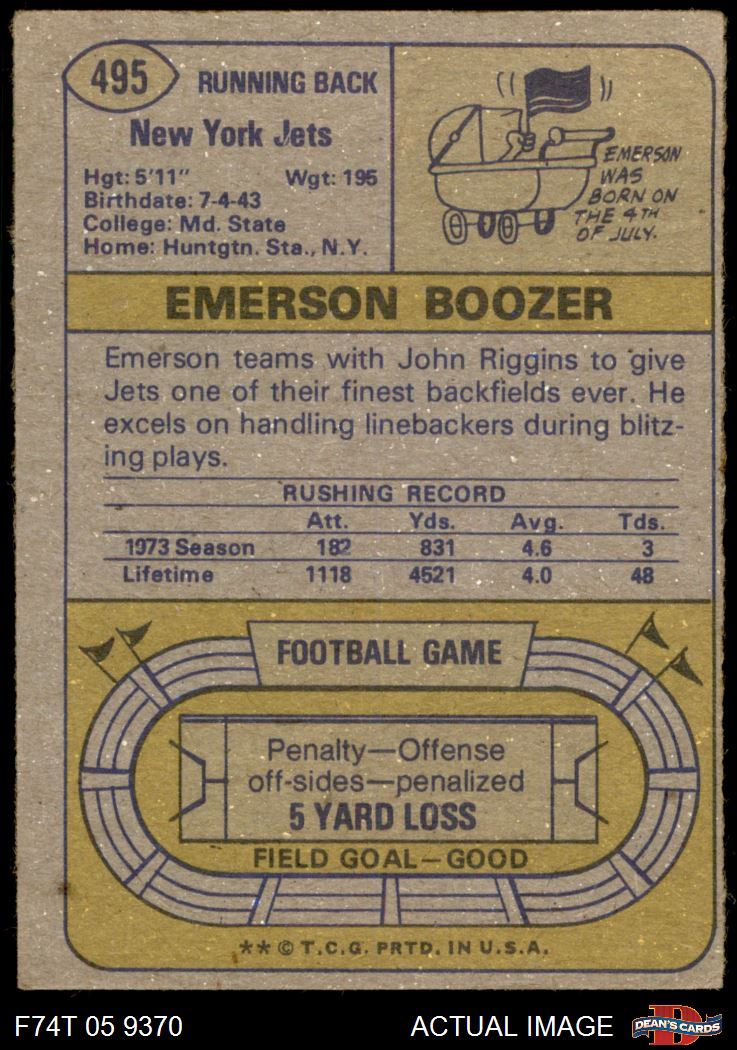 495
RUNNING BACK
New York Jets
Hgt: 5'11" Wgt: 195
Birthdate: 7-4-43
College: Md. State
Home: Huntgtn. Sta., N.Y.
EMERSON
WAS
BORN ON
THE 4TH
OF JULY.
EMERSON BOOZER
Emerson teams with John Riggins to give
Jets one of their finest backfields ever. He
excels on handling linebackers during blitz-
ing plays.
RUSHING RECORD
Att. Yds. Avg. Tds.
1973 Season 182 831 4.6 3
Lifetime 1118 4521 4.0 48
FOOTBALL GAME
Penalty—Offense
off-sides—penalized
5 YARD LOSS
FIELD GOAL—GOOD
** © T.C.G. PRTD. IN U.S.A.
F74T 05 9370 ACTUAL IMAGE DEAN'S CARDS